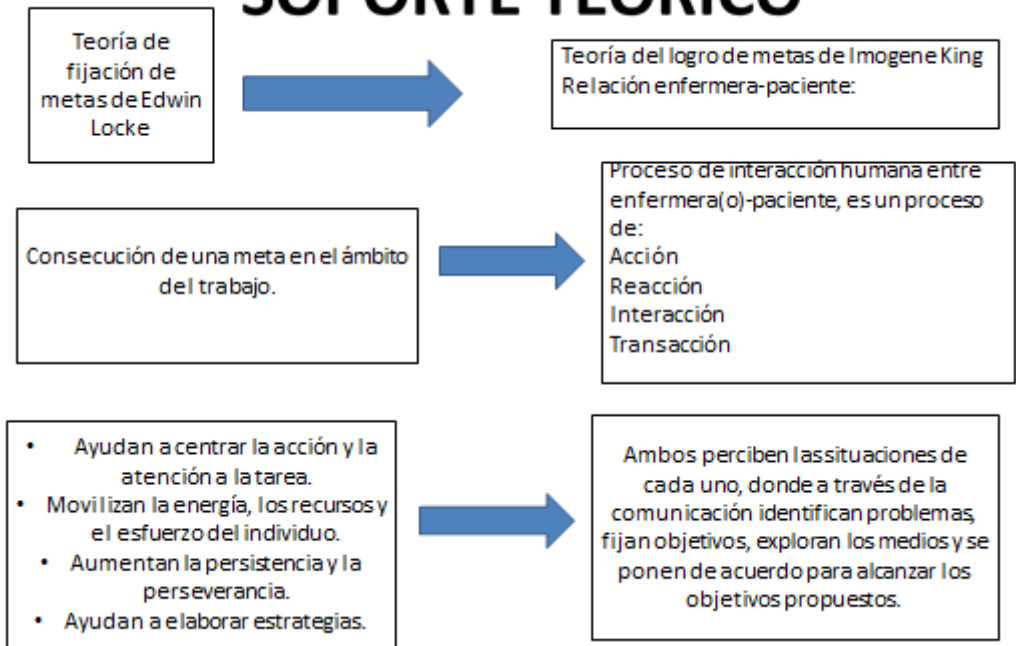 SOPORTE TEÓRICO
Teoría de
fijación de
metas de Edwin
Locke
Teoría del logro de metas de Imogene King
Relación enfermera-paciente:
Consecución de una meta en el ámbito
del trabajo.
Proceso de interacción humana entre
enfermera(o)-paciente, es un proceso
de:
Acción
Reacción
Interacción
Transacción
• Ayudan a centrar la acción y la
atención a la tarea.
• Movilizan la energía, los recursos y
el esfuerzo del individuo.
• Aumentan la persistencia y la
perseverancia.
• Ayudan a elaborar estrategias.
Ambos perciben las situaciones de
cada uno, donde a través de la
comunicación identifican problemas,
fijan objetivos, exploran los medios y se
ponen de acuerdo para alcanzar los
objetivos propuestos.